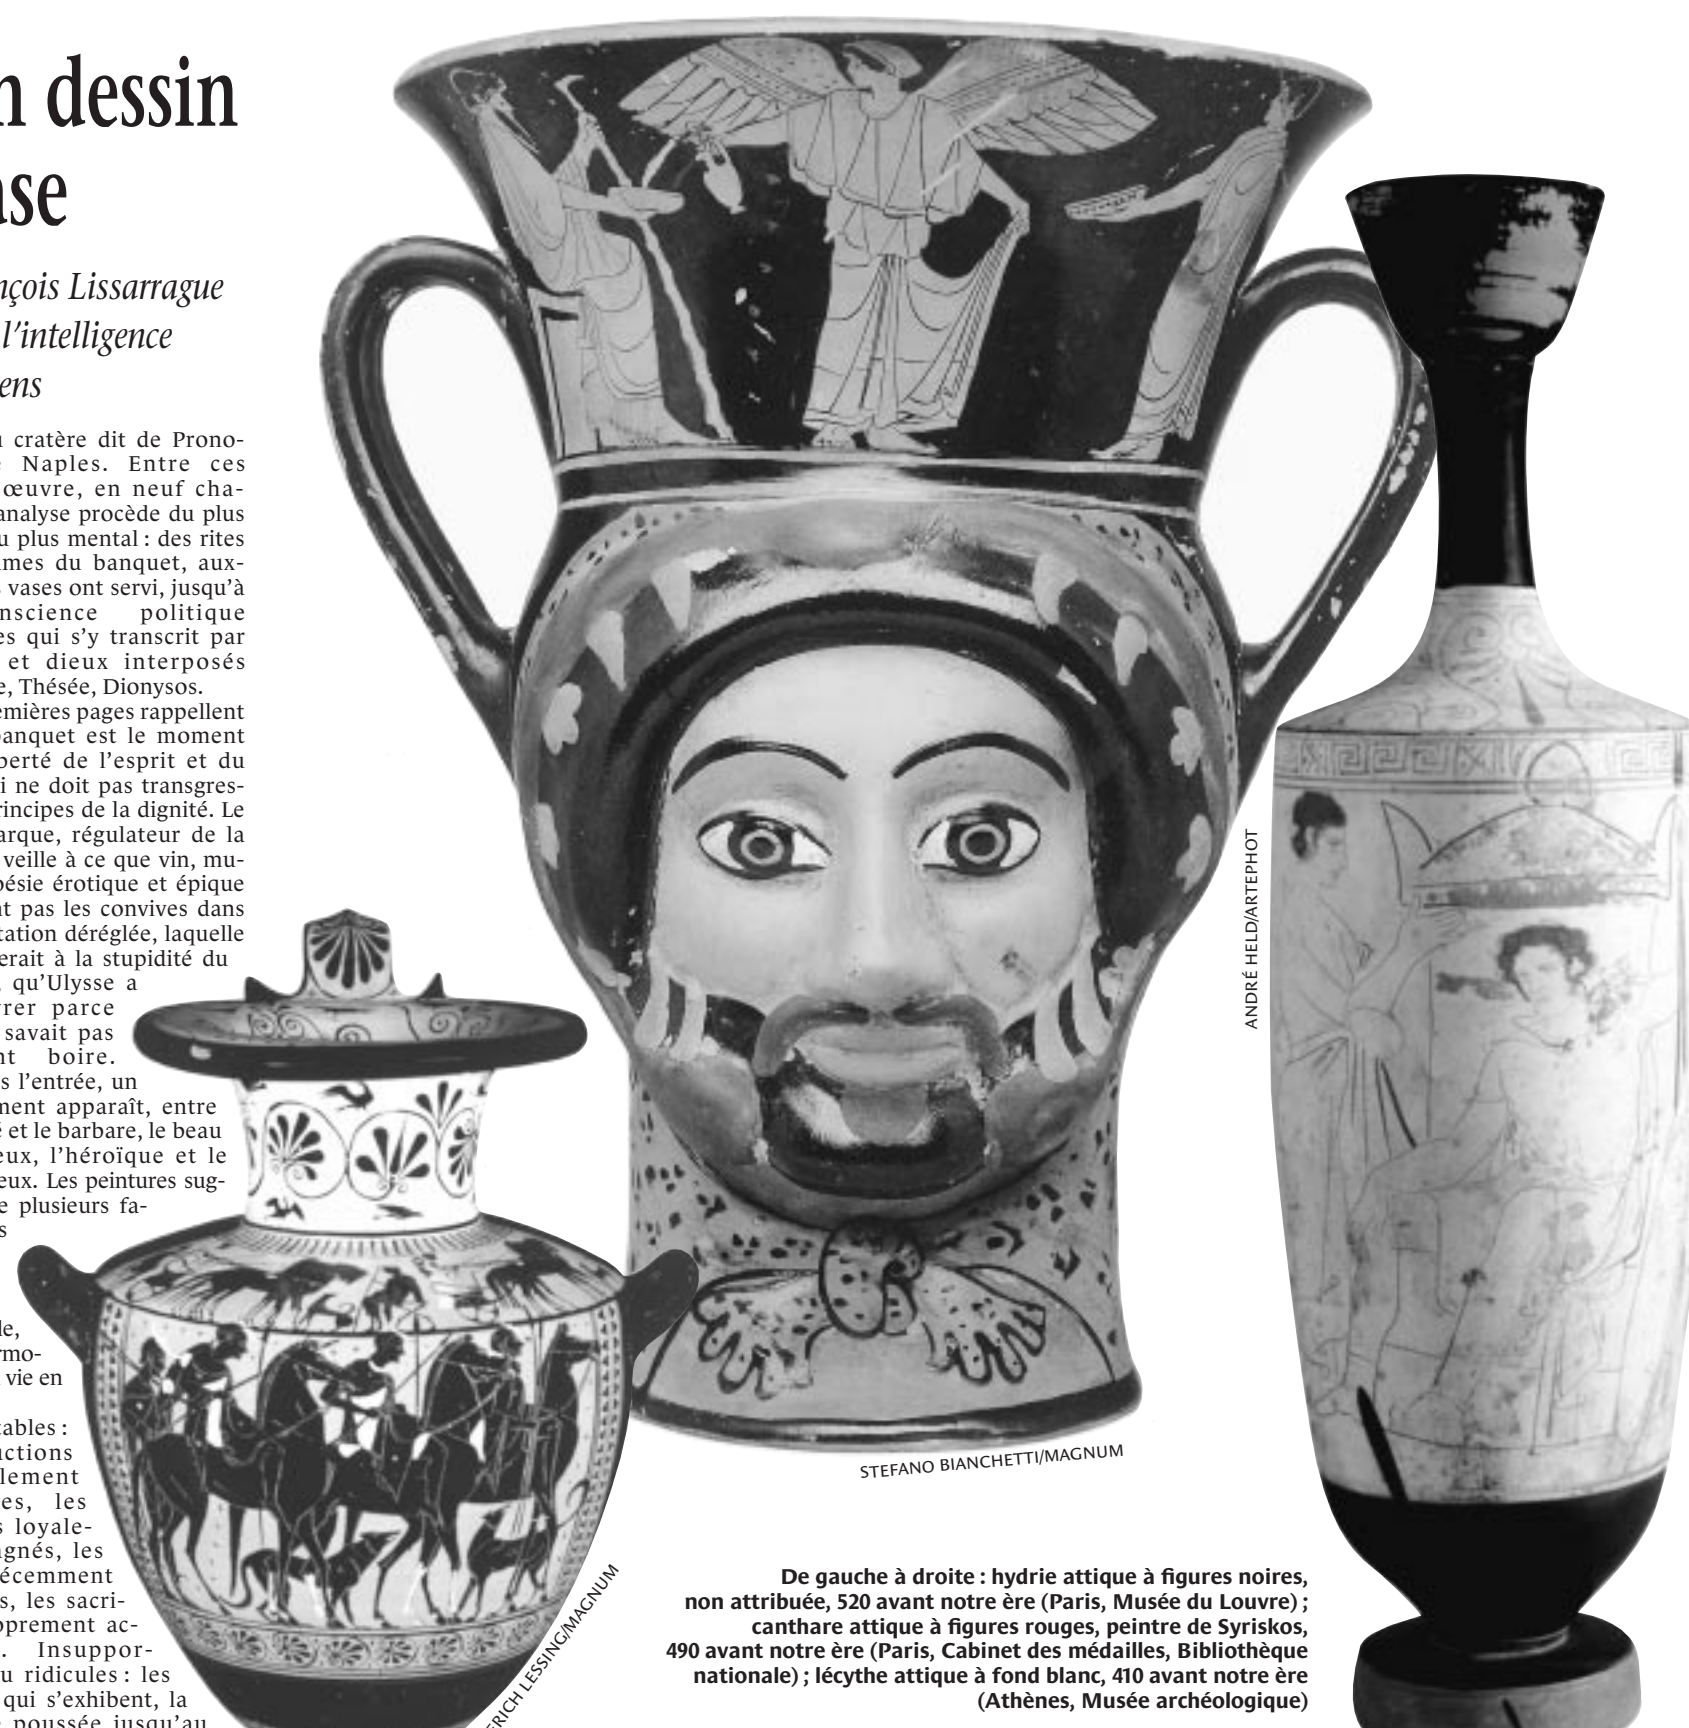 n dessin
ase
nçois Lissarrague
l'intelligence
ens
cratère dit de Prono-
Naples. Entre ces
œuvre, en neuf cha-
analyse procède du plus
u plus mental : des rites
mes du banquet, aux-
vases ont servi, jusqu'à
nscience politique
es qui s'y transcrit par
et dieux interposés
e, Thésée, Dionysos.
emières pages rappellent
banquet est le moment
berté de l'esprit et du
i ne doit pas transgres-
rincipes de la dignité. Le
arque, régulateur de la
veille à ce que vin, mu-
oésie érotique et épique
nt pas les convives dans
tation déréglée, laquelle
erait à la stupidité du
, qu'Ulysse a
vrer parce
savait pas
nt boire.
s l'entrée, un
ment apparaît, entre
é et le barbare, le beau
eux, l'héroïque et le
eux. Les peintures sug-
e plusieurs fa-
s
le,
rmo-
vie en
tables :
uctions
lement
es, les
s loyale-
agnés, les
écemment
s, les sacri-
oprement ac-
. Insuppor-
u ridicules : les
qui s'exhibent, la
e poussée jusqu'au
ERICH LESSING/MAGNUM
STEFANO BIANCHETTI/MAGNUM
ANDRÉ HELD/ARTEPHOT
De gauche à droite : hydrie attique à figures noires,
non attribuée, 520 avant notre ère (Paris, Musée du Louvre) ;
canthare attique à figures rouges, peintre de Syriskos,
490 avant notre ère (Paris, Cabinet des médailles, Bibliothèque
nationale) ; lécythe attique à fond blanc, 410 avant notre ère
(Athènes, Musée archéologique)